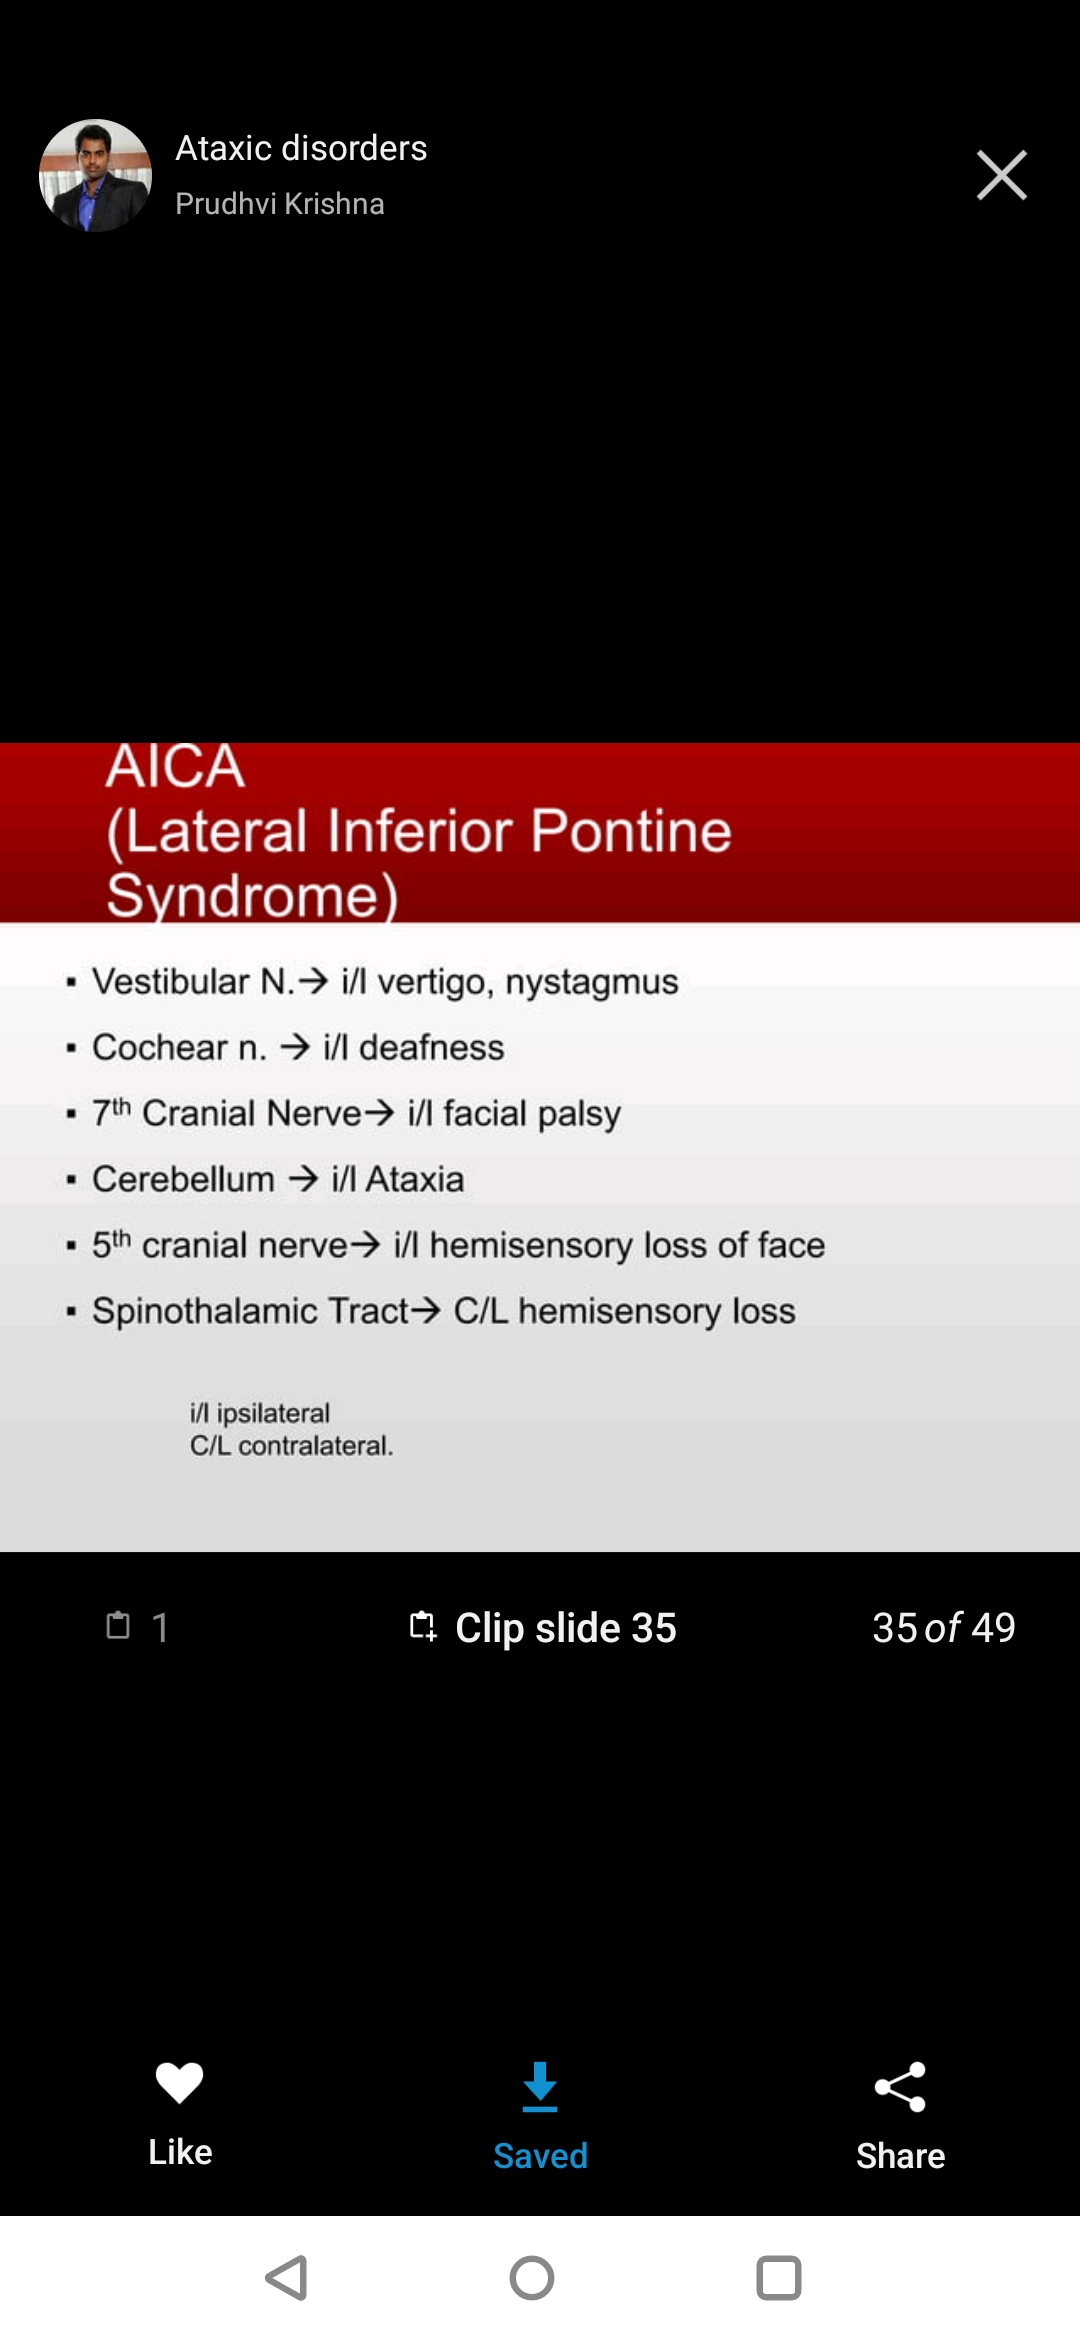 Ataxic disorders
Prudhvi Krishna
AICA
(Lateral Inferior Pontine
Syndrome)
▪ Vestibular N.→ i/l vertigo, nystagmus
▪ Cochear n. → i/l deafness
▪ 7th Cranial Nerve→ i/l facial palsy
▪ Cerebellum → i/l Ataxia
▪ 5th cranial nerve→ i/l hemisensory loss of face
▪ Spinothalamic Tract→ C/L hemisensory loss
i/l ipsilateral
C/L contralateral.
1 Clip slide 35 35 of 49
Like Saved Share